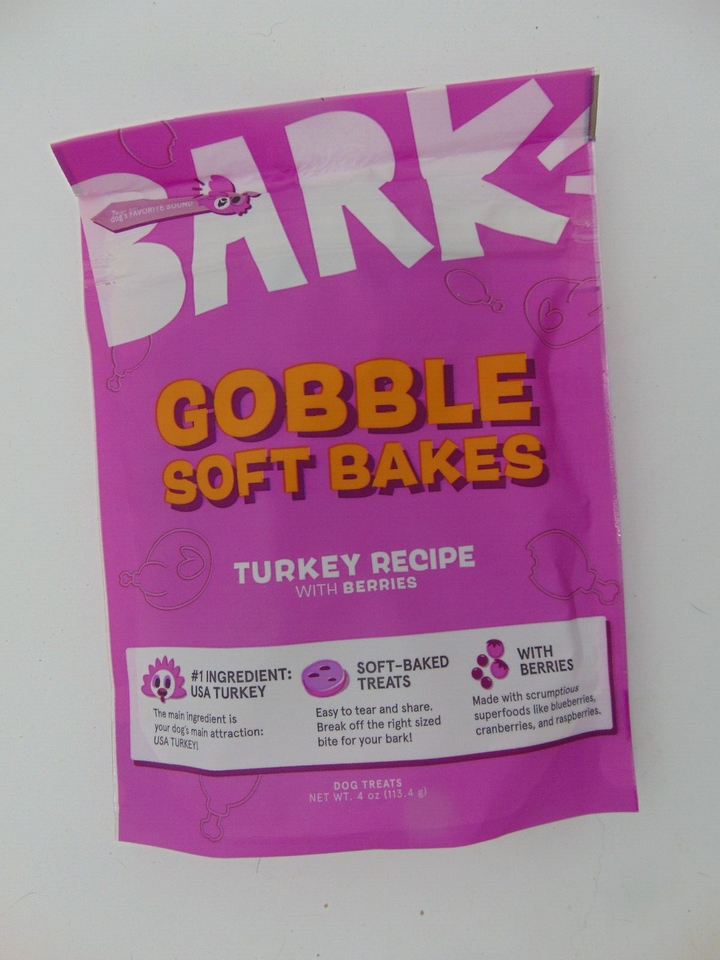 BARK
DOG'S FAVORITE SOUND!
GOBBLE
SOFT BAKES
TURKEY RECIPE
WITH BERRIES
#1 INGREDIENT:
USA TURKEY
The main ingredient is
your dog's main attraction:
USA TURKEY!
SOFT-BAKED
TREATS
Easy to tear and share.
Break off the right sized
bite for your bark!
WITH
BERRIES
Made with scrumptious
superfoods like blueberries,
cranberries, and raspberries.
DOG TREATS
NET WT. 4 oz (113.4 g)